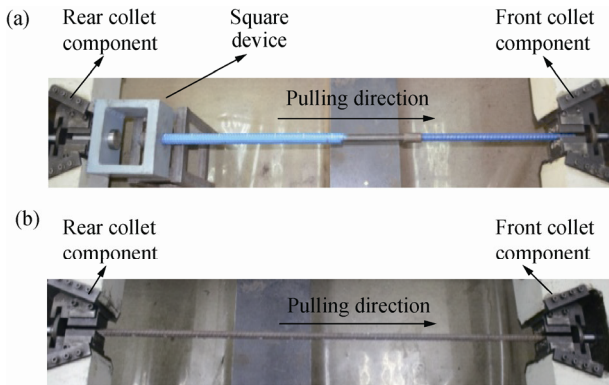 (a)
Rear collet
component
Square
device
Front collet
component
Pulling direction
(b)
Rear collet
component
Front collet
component
Pulling direction